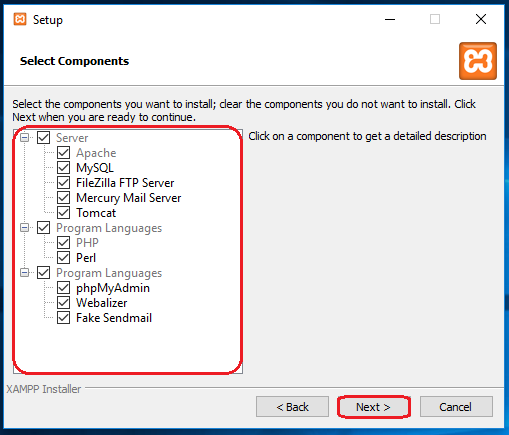 Setup
Select Components
Select the components you want to install; clear the components you do not want to install. Click
Next when you are ready to continue.
Click on a component to get a detailed description
Server
Apache
MySQL
FileZilla FTP Server
Mercury Mail Server
Tomcat
Program Languages
PHP
Perl
Program Languages
phpMyAdmin
Webalizer
Fake Sendmail
XAMPP Installer
< Back
Next >
Cancel